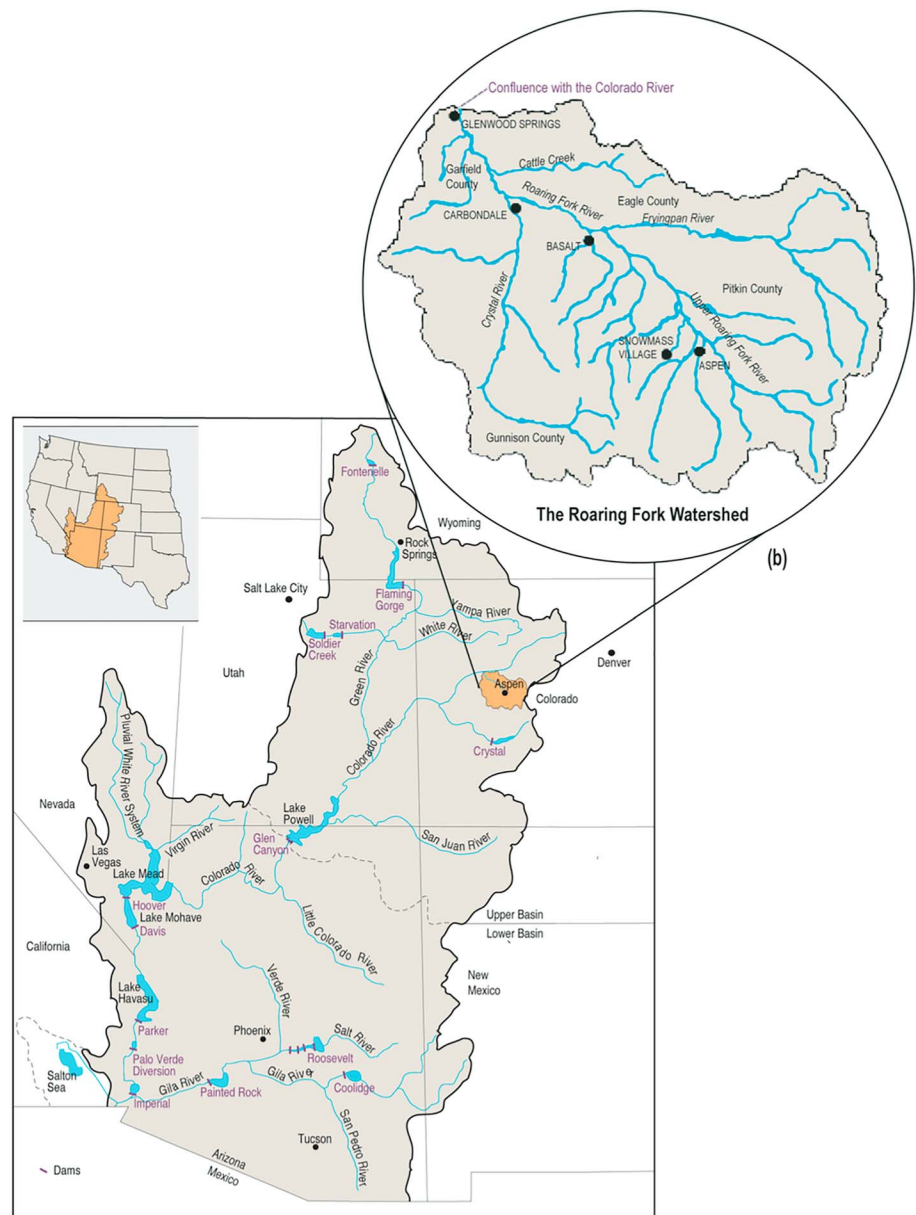 Confluence with the Colorado River
GLENWOOD SPRINGS
Cattle Creek
Garfield
County
Roaring Fork River
Eagle County
Fryingpan River
CARBONDALE
BASALT
Crystal River
Pitkin County
Upper Roaring Fork River
SNOWMASS
VILLAGE
ASPEN
Gunnison County
The Roaring Fork Watershed
(b)
Fontenelle
Wyoming
Rock
Springs
Salt Lake City
Flaming
Gorge
Yampa River
Starvation
White River
Soldier
Creek
Utah
Green River
Denver
Aspen
Colorado
Pluvial White River System
Colorado River
Crystal
Nevada
Lake
Powell
Virgin River
Glen
Canyon
San Juan River
Las
Vegas
Lake Mead
Colorado
River
Hoover
Lake Mohave
Davis
Little Colorado River
Upper Basin
Lower Basin
California
Verde River
New
Mexico
Lake
Havasu
Parker
Phoenix
Salt River
Roosevelt
Palo Verde
Diversion
Salton
Sea
Gila River
Gila River
Coolidge
Painted Rock
Imperial
San Pedro River
Tucson
Arizona
Mexico
Dams